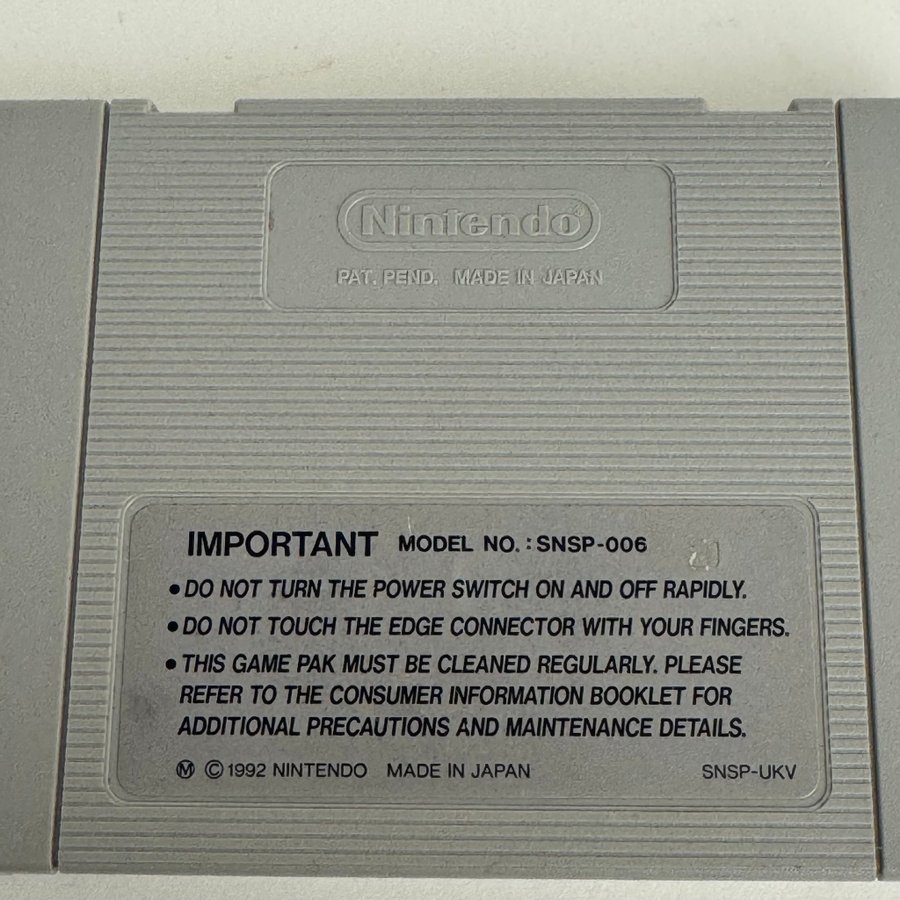 Nintendo®
PAT. PEND. MADE IN JAPAN
IMPORTANT MODEL NO. : SNSP-006
• DO NOT TURN THE POWER SWITCH ON AND OFF RAPIDLY.
• DO NOT TOUCH THE EDGE CONNECTOR WITH YOUR FINGERS.
• THIS GAME PAK MUST BE CLEANED REGULARLY. PLEASE
REFER TO THE CONSUMER INFORMATION BOOKLET FOR
ADDITIONAL PRECAUTIONS AND MAINTENANCE DETAILS.
Ⓜ © 1992 NINTENDO MADE IN JAPAN SNSP-UKV